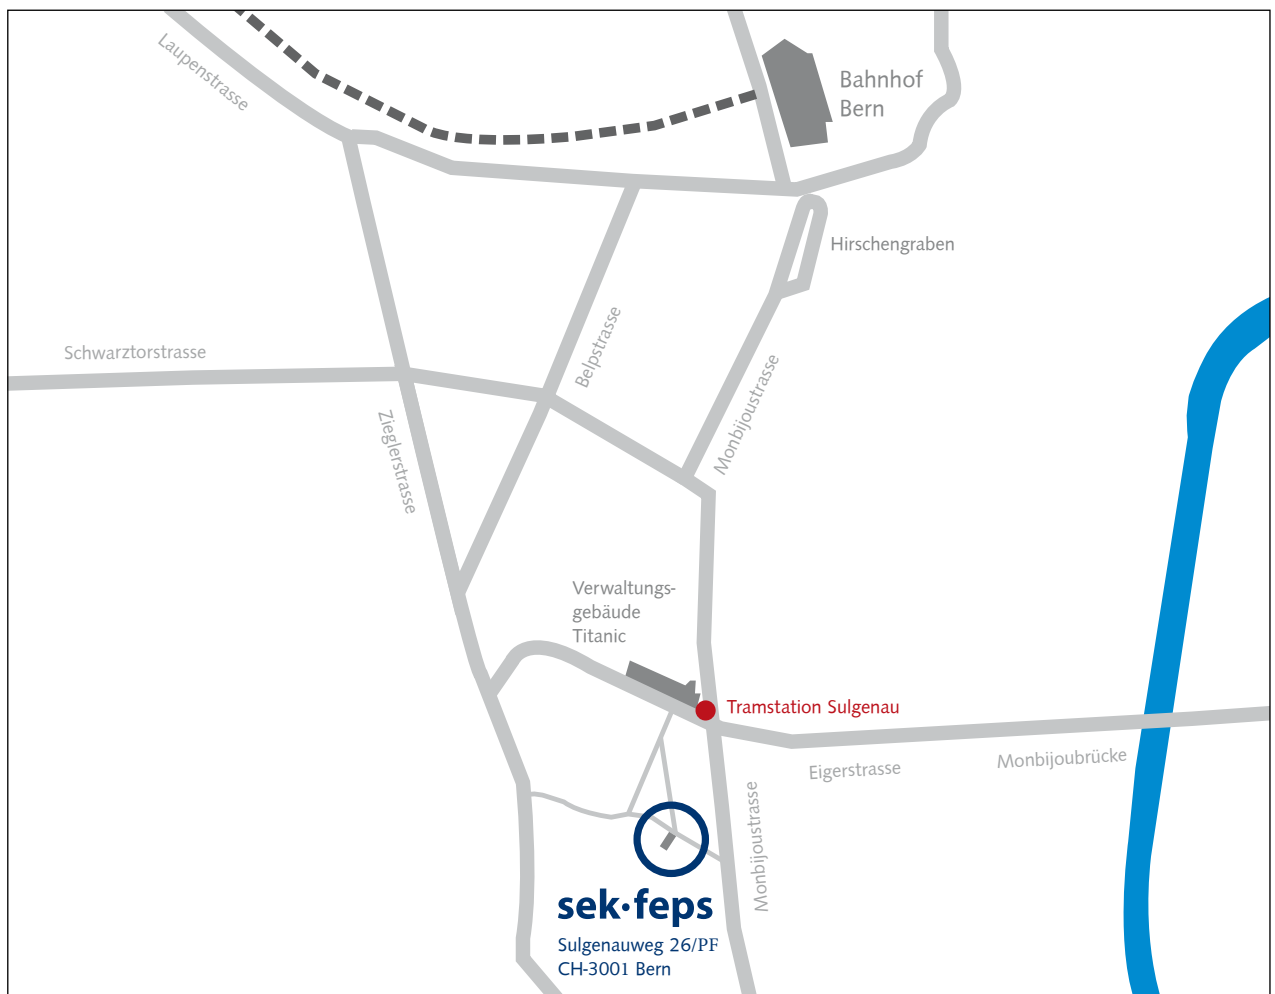 Laupenstrasse
Bahnhof
Bern
Hirschengraben
Schwarztorstrasse
Belpstrasse
Monbijoustrasse
Zieglerstrasse
Verwaltungs-
gebäude
Titanic
Tramstation Sulgenau
Eigerstrasse
Monbijoubrücke
Monbijoustrasse
sek·feps
Sulgenauweg 26/PF
CH-3001 Bern